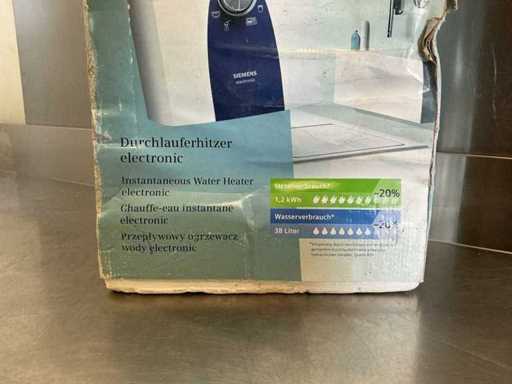 SIEMENS
electronic
Durchlauferhitzer
electronic
Instantaneous Water Heater
electronic
Chauffe-eau instantané
electronic
Przepływowy ogrzewacz
wody electronic
-20%
1,2 kWh
Wasserverbrauch*
-20%
38 Liter